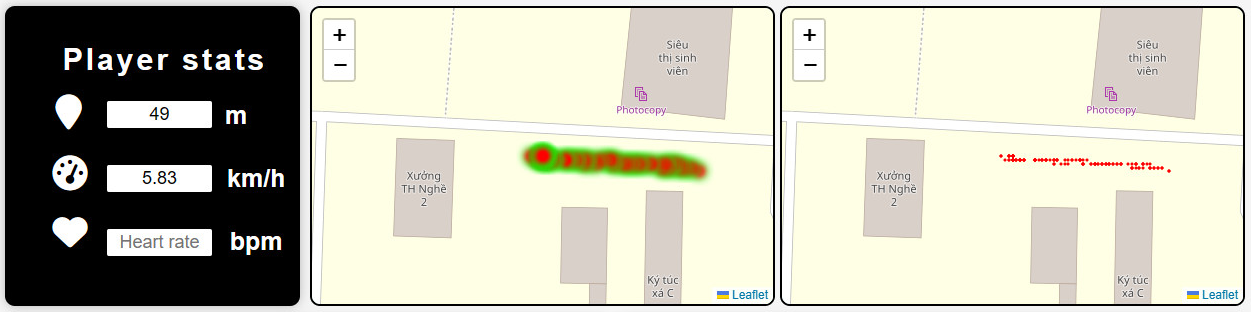 Player stats
49 m
5.83 km/h
Heart rate bpm
+
−
Siêu
thị sinh
viên
Photocopy
Xưởng
TH Nghề
2
Ký túc
xá C
Leaflet
+
−
Siêu
thị sinh
viên
Photocopy
Xưởng
TH Nghề
2
Ký túc
xá C
Leaflet